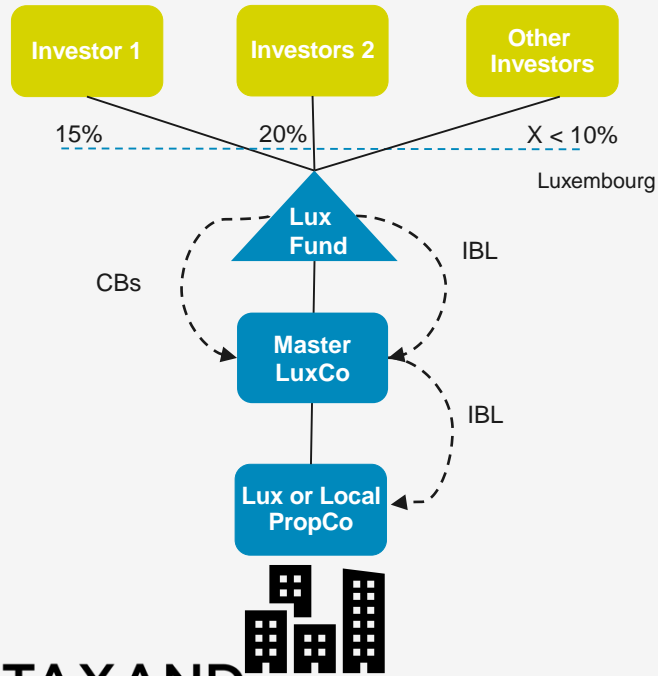 Investor 1
Investors 2
Other
Investors
15%
20%
X < 10%
Luxembourg
Lux
Fund
CBs
IBL
Master
LuxCo
IBL
Lux or Local
PropCo
TAXAND